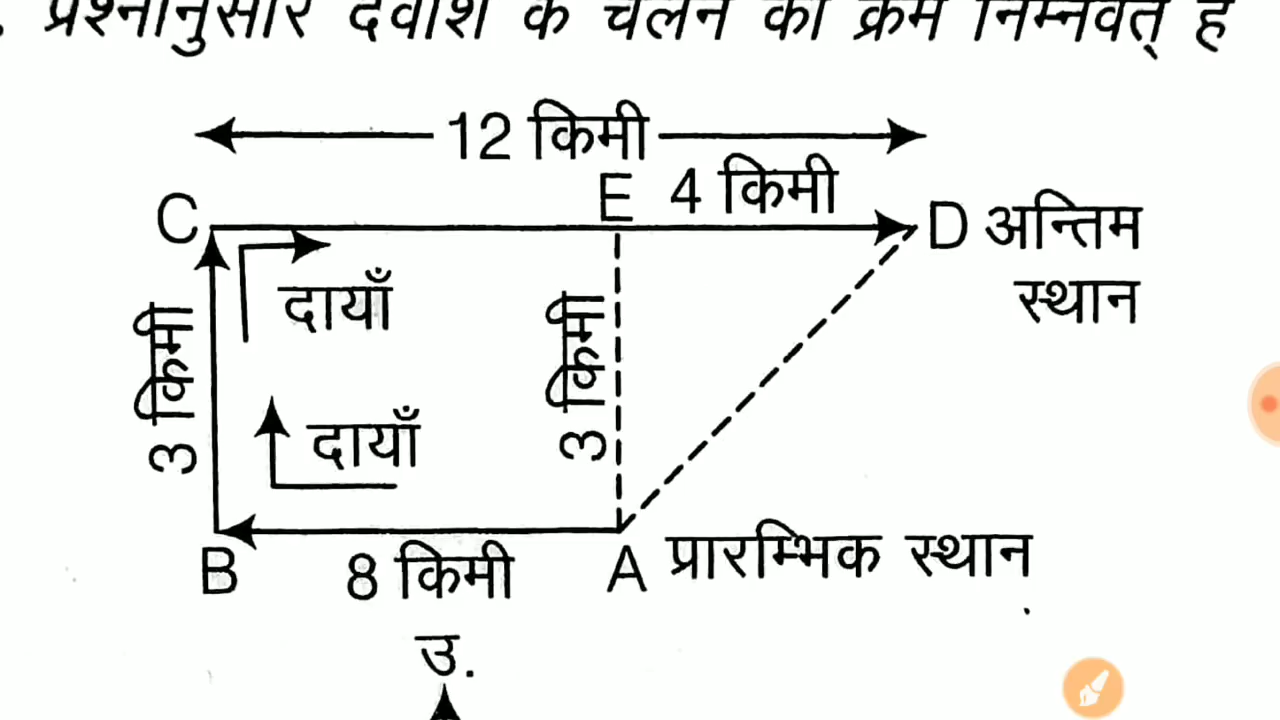 . प्रश्नानुसार देवांश के चलने का क्रम निम्नवत् है
12 किमी
E 4 किमी
C
D अन्तिम
स्थान
दायाँ
3 किमी
3 किमी
दायाँ
B
8 किमी
A प्रारम्भिक स्थान
उ.